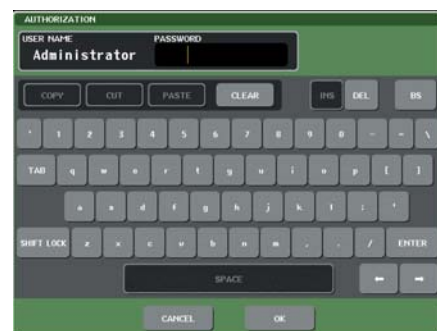 AUTHORIZATION
USER NAME PASSWORD
Administrator
COPY CUT PASTE CLEAR INS DEL BS
' 1 2 3 4 5 6 7 8 9 0 - = \
TAB q w e r t y u i o p [ ]
a s d f g h j k l ; '
SHIFT LOCK z x c v b n m , . / ENTER
SPACE
CANCEL OK